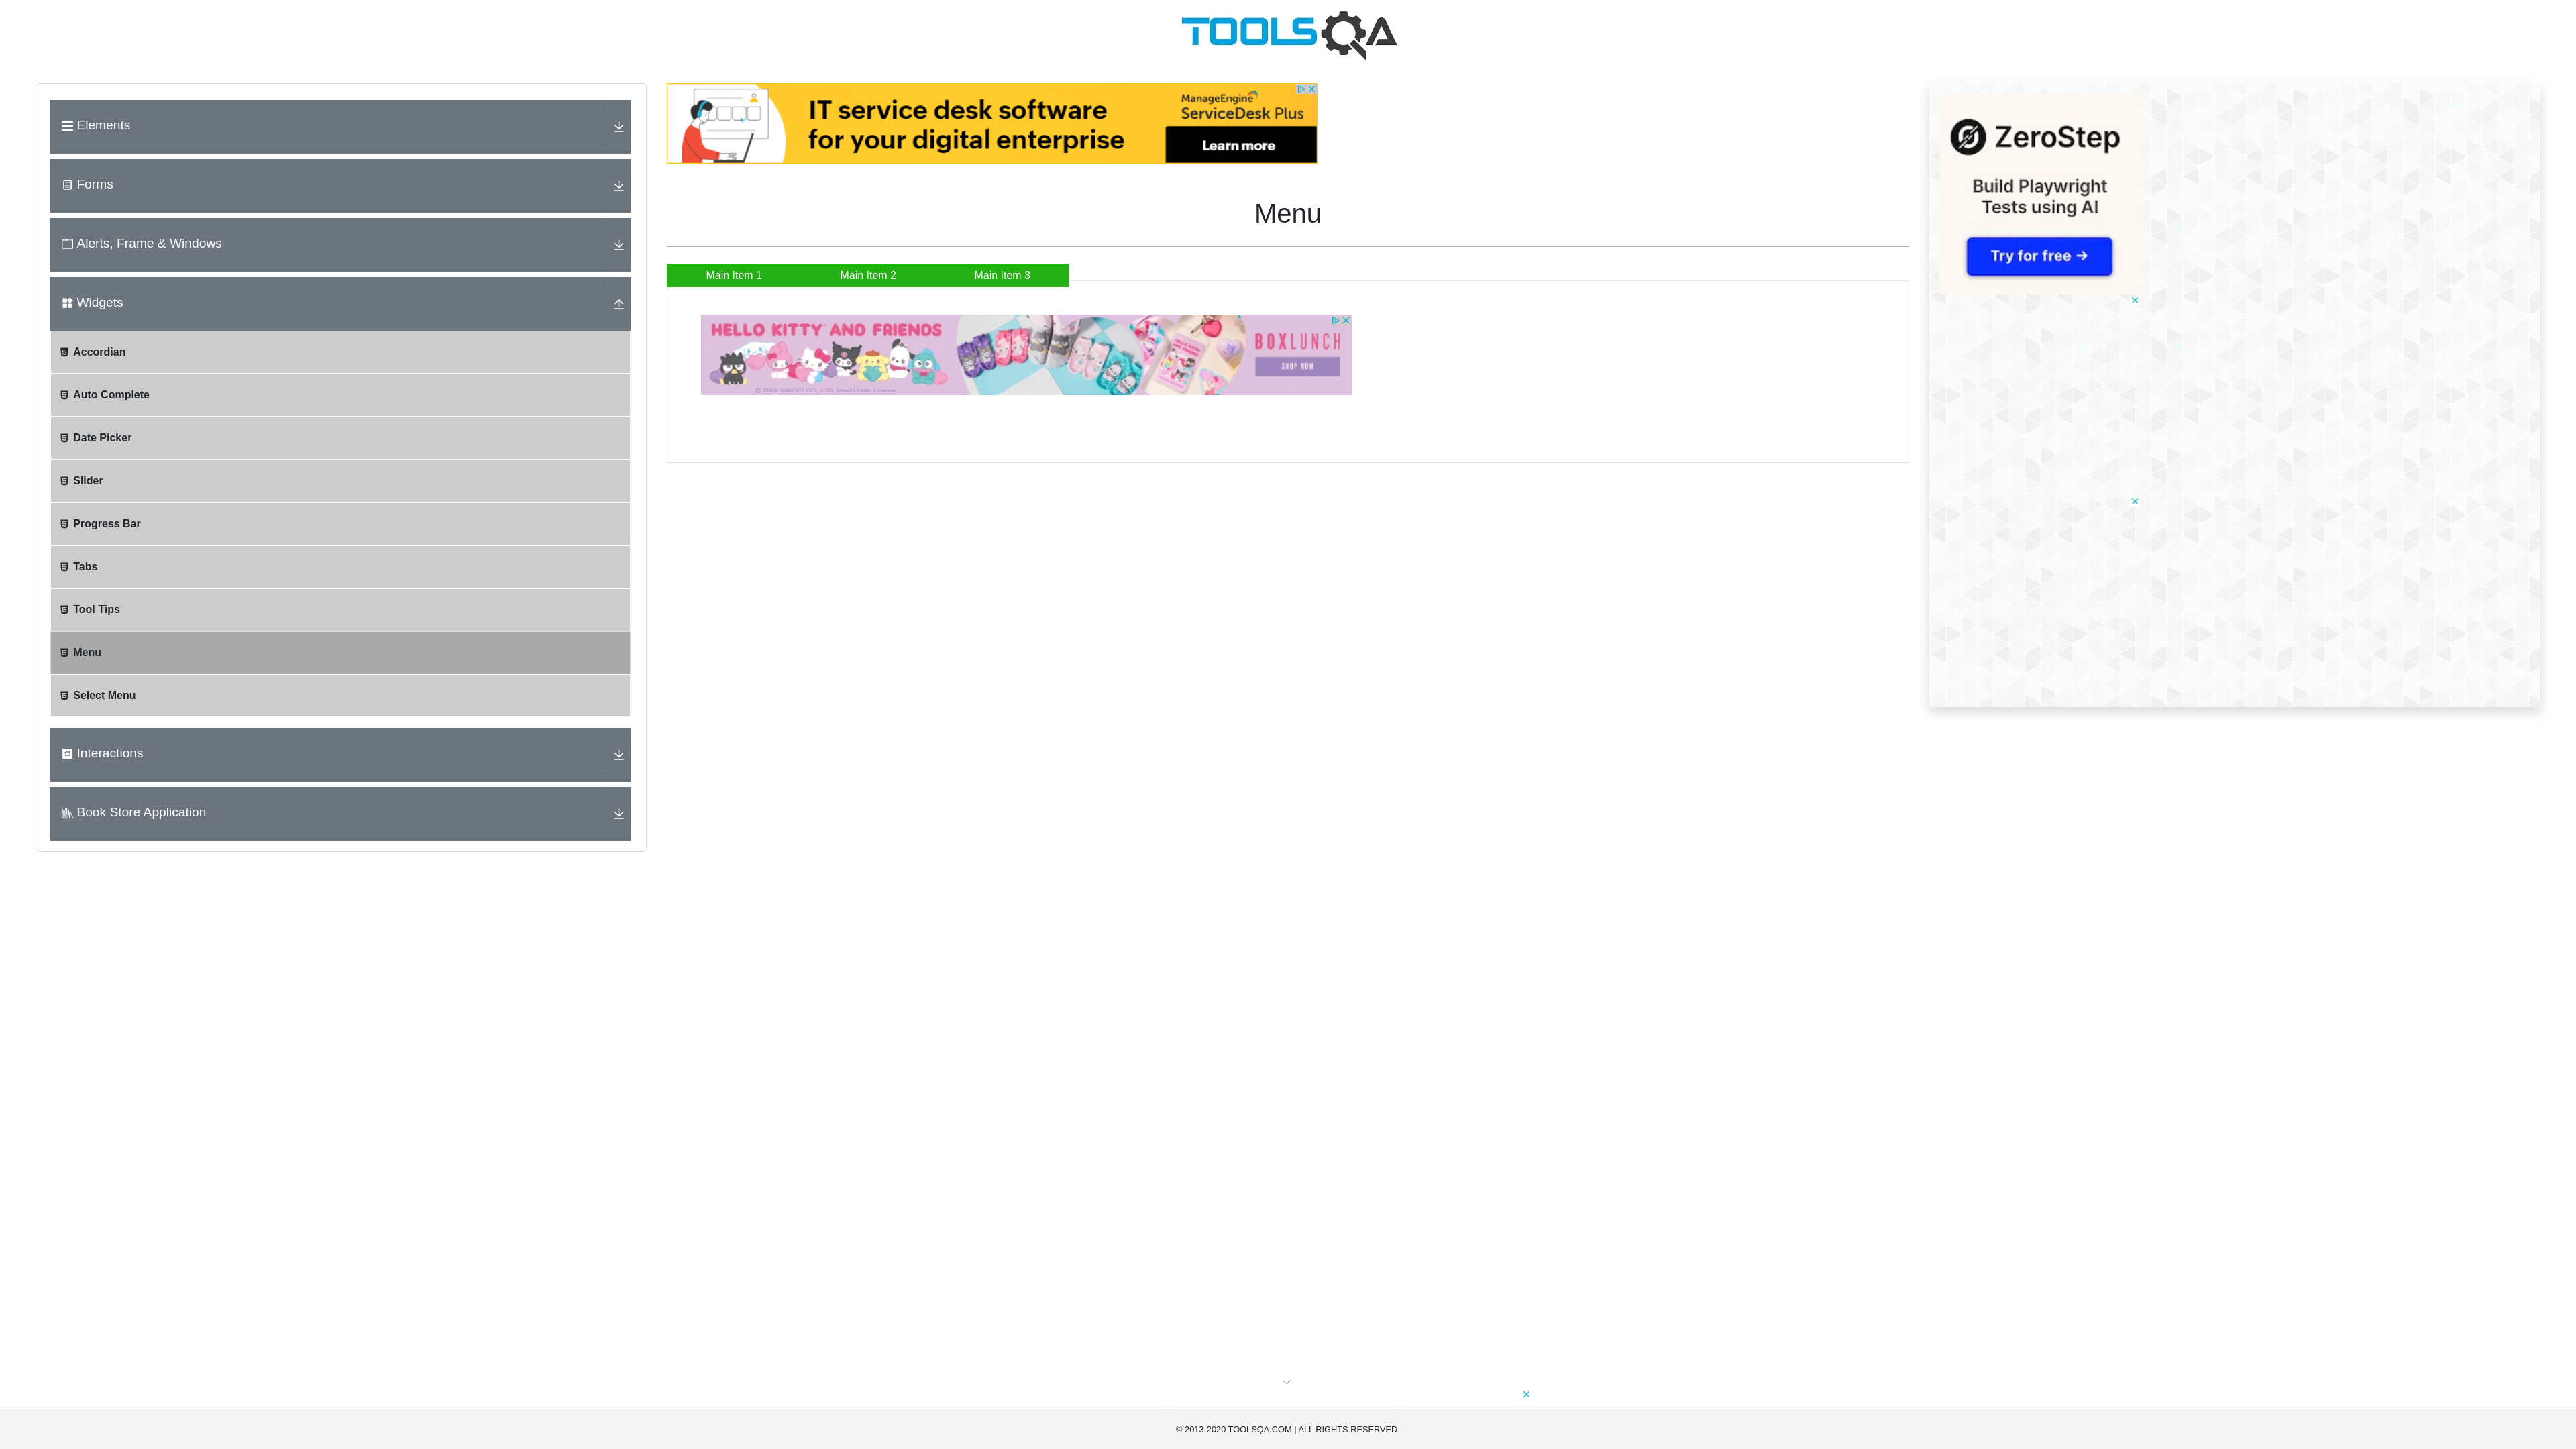 TOOLSQA
Elements
Forms
Alerts, Frame & Windows
Widgets
Accordian
Auto Complete
Date Picker
Slider
Progress Bar
Tabs
Tool Tips
Menu
Select Menu
Interactions
Book Store Application
IT service desk software
for your digital enterprise
ManageEngine
ServiceDesk Plus
Learn more
Menu
Main Item 1
Main Item 2
Main Item 3
HELLO KITTY AND FRIENDS
© 2024 SANRIO CO., LTD. Used Under License.
BOXLUNCH
SHOP NOW
ZeroStep
Build Playwright
Tests using AI
Try for free →
© 2013-2020 TOOLSQA.COM | ALL RIGHTS RESERVED.